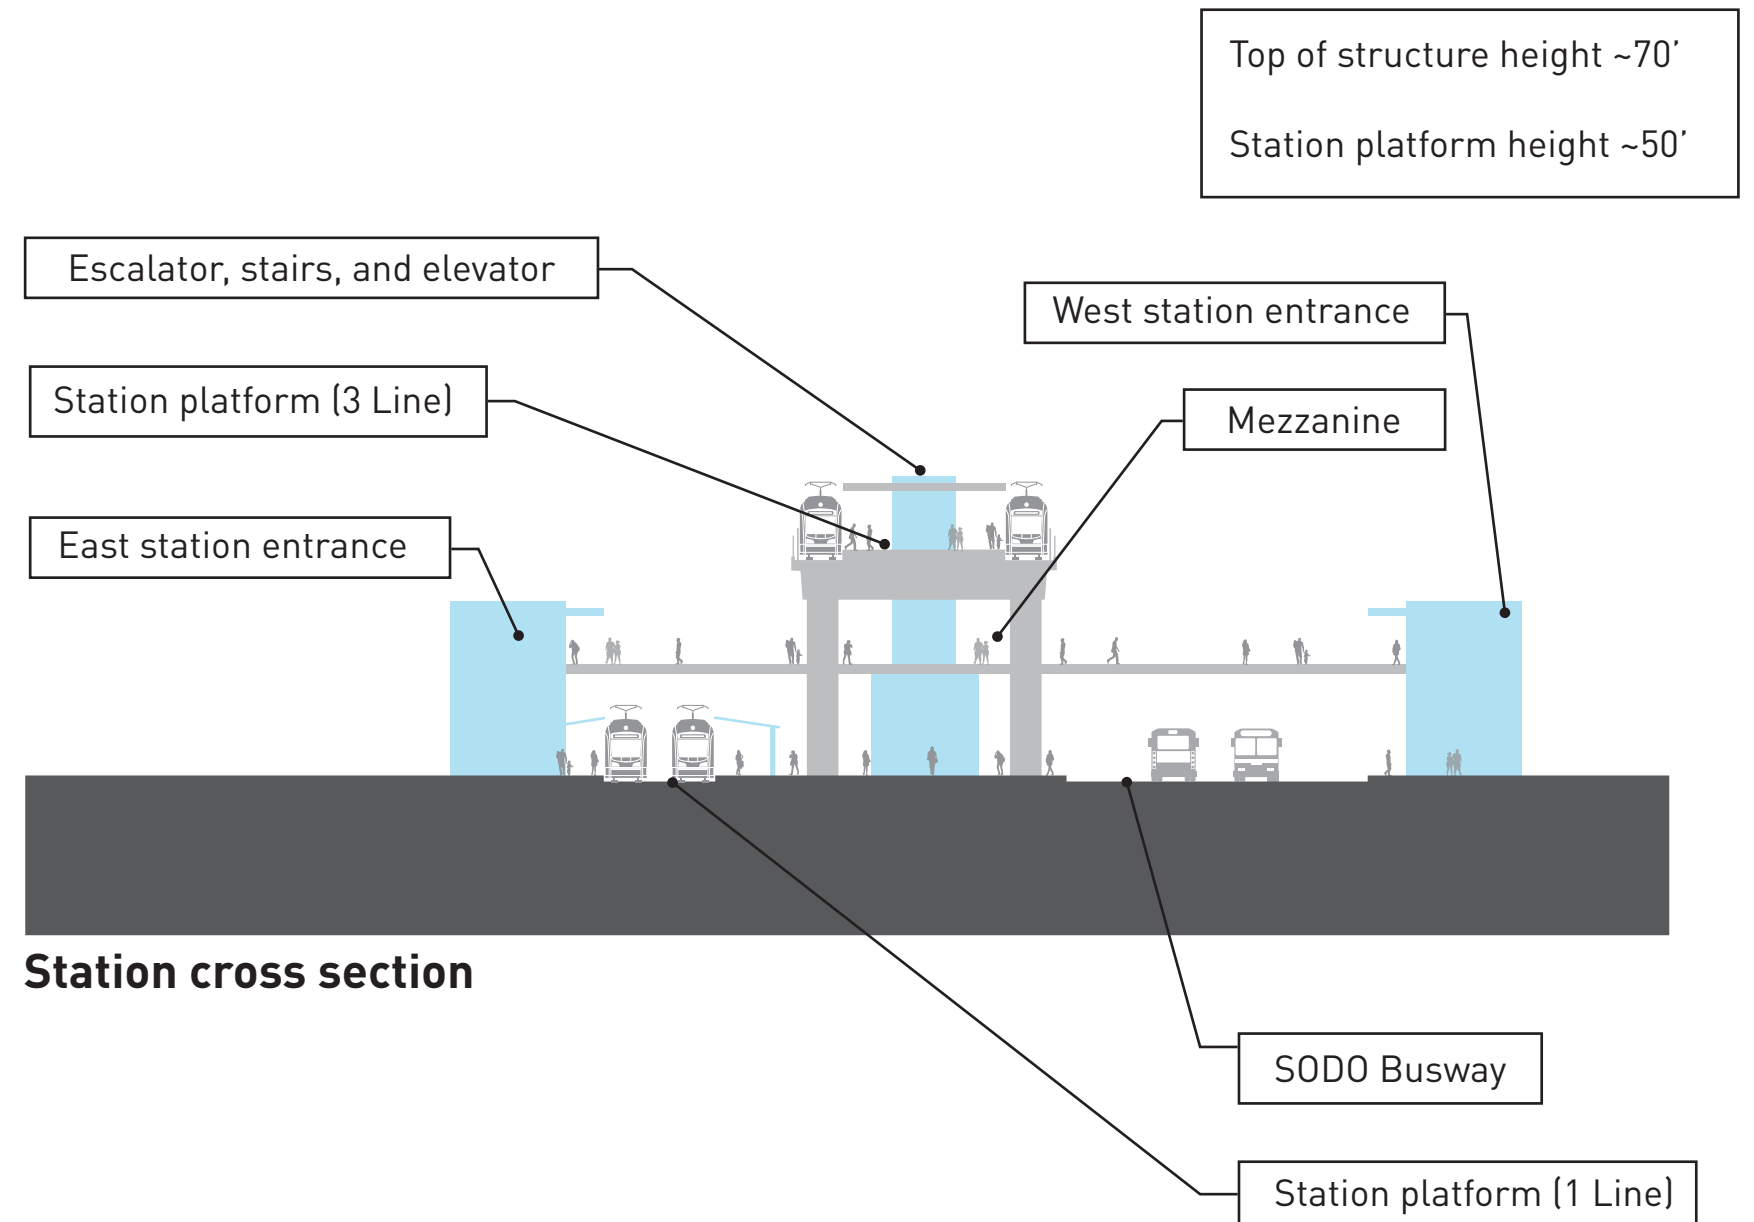 Top of structure height ~70’
Station platform height ~50’
Escalator, stairs, and elevator
West station entrance
Station platform (3 Line)
Mezzanine
East station entrance
Station cross section
SODO Busway
Station platform (1 Line)